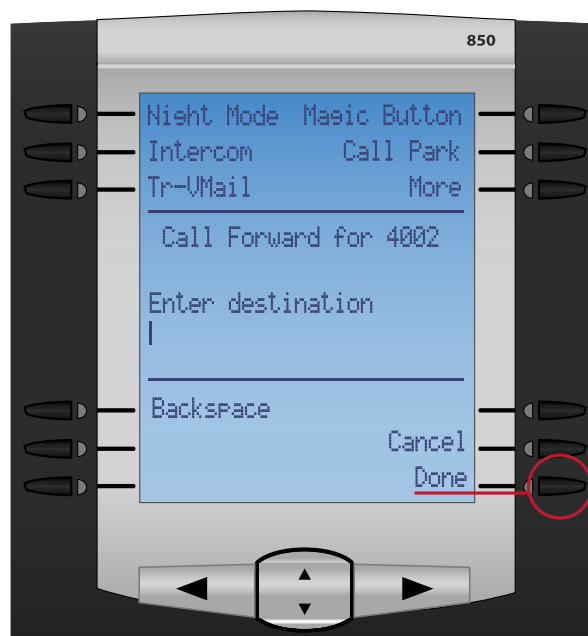 850
Night Mode Magic Button
Intercom Call Park
Tr-VMail More
Call Forward for 4002
Enter destination
Backspace
Cancel
Done